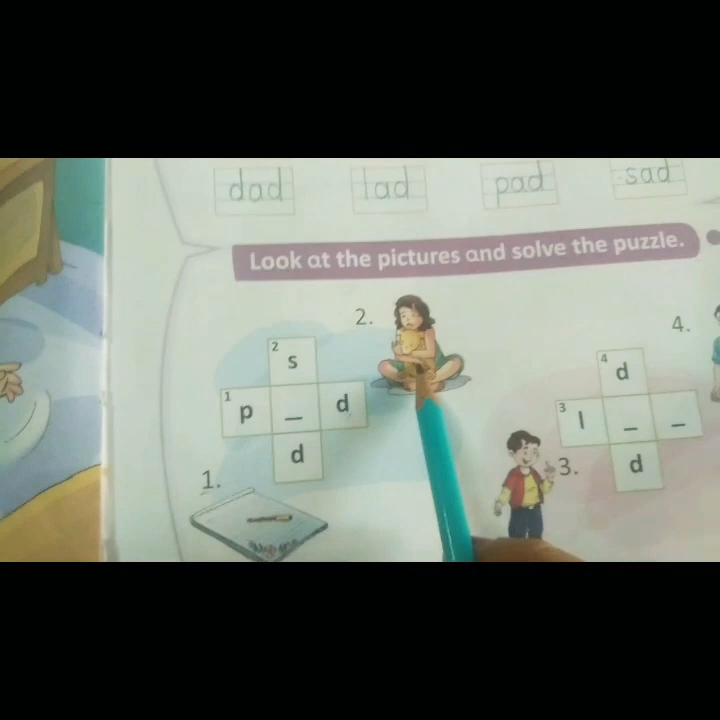 dad lad pad sad
Look at the pictures and solve the puzzle.
2.
4.
2 s
1 p _ d
d
1.
4 d
3 l _ _
d
3.